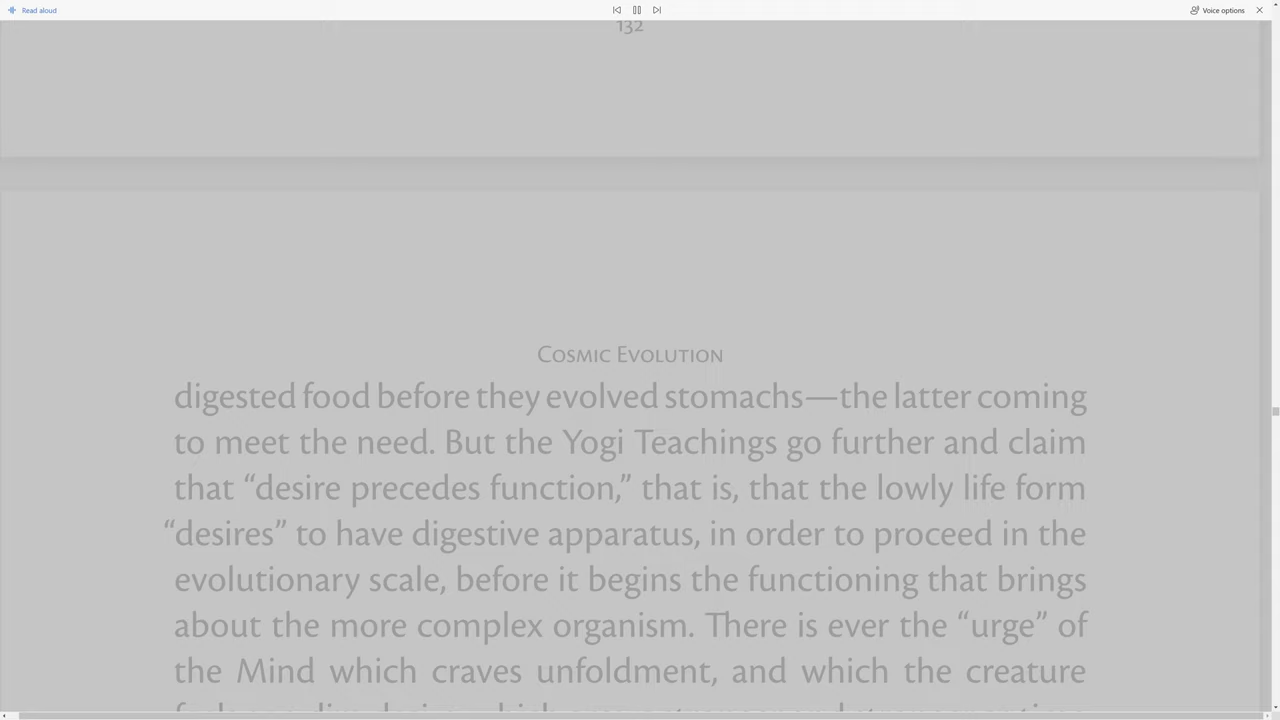 Read aloud
Voice options
132
Cosmic Evolution
digested food before they evolved stomachs—the latter coming
to meet the need. But the Yogi Teachings go further and claim
that “desire precedes function,” that is, that the lowly life form
“desires” to have digestive apparatus, in order to proceed in the
evolutionary scale, before it begins the functioning that brings
about the more complex organism. There is ever the “urge” of
the Mind which craves unfoldment, and which the creature